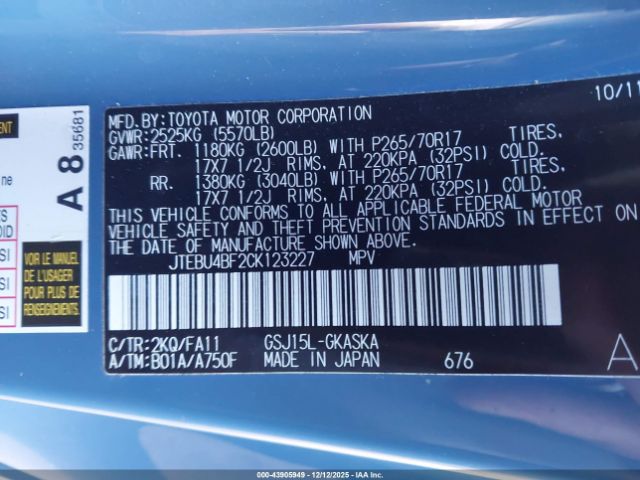 10/11
MFD.BY:TOYOTA MOTOR CORPORATION
GVWR:2525KG (5570LB)
GAWR:FRT. 1180KG (2600LB) WITH P265/70R17 TIRES,
17X7 1/2J RIMS, AT 220KPA (32PSI) COLD.
RR. 1380KG (3040LB) WITH P265/70R17 TIRES,
17X7 1/2J RIMS, AT 220KPA (32PSI) COLD.
THIS VEHICLE CONFORMS TO ALL APPLICABLE FEDERAL MOTOR
VEHICLE SAFETY AND THEFT PREVENTION STANDARDS IN EFFECT ON
THE DATE OF MANUFACTURE SHOWN ABOVE.
JTEBU4BF2CK123227 MPV
C/TR:2KQ/FA11 GSJ15L-GKASKA
A/TM:B01A/A750F MADE IN JAPAN 676
A
A 8 35681
VOIR LE MANUEL
DE L'USAGER
POUR PLUS DE
RENSEIGNEMENTS
000-43905949 - 12/12/2025 - IAAI.COM